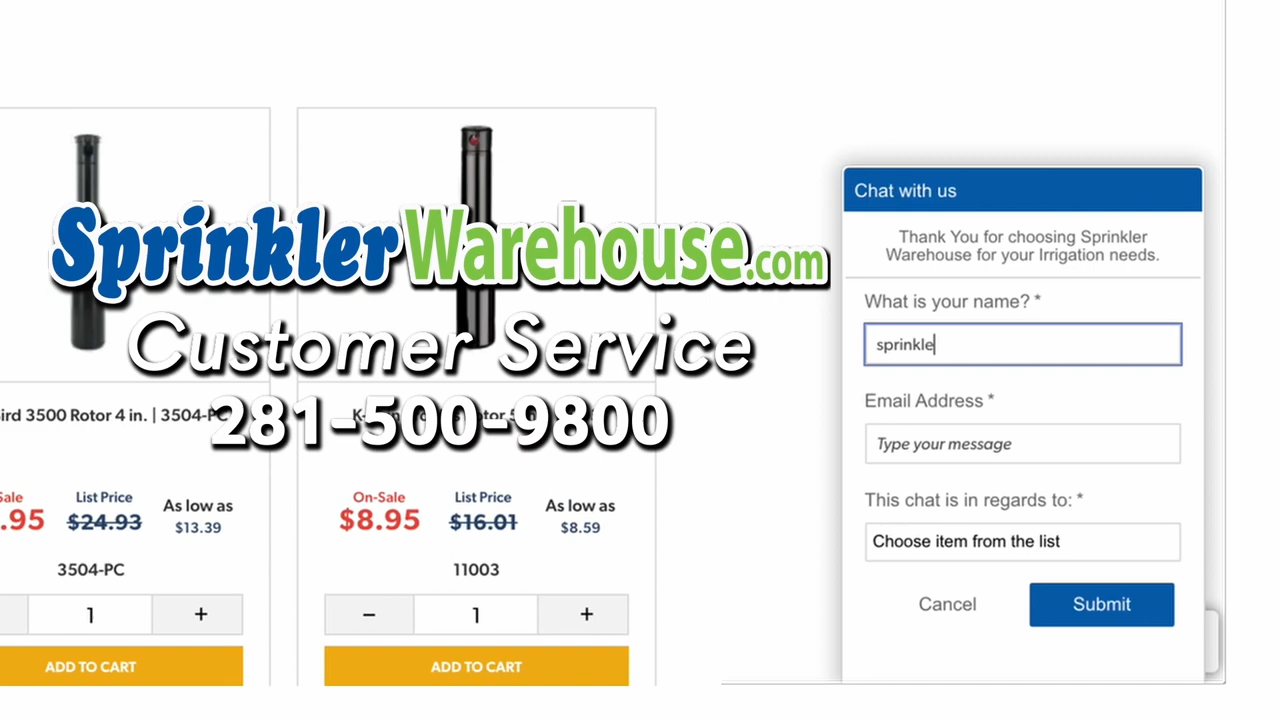 SprinklerWarehouse.com
Customer Service
281-500-9800
ird 3500 Rotor 4 in. | 3504-PC
Sale
List Price
As low as
.95
$24.93
$13.39
3504-PC
1
+
ADD TO CART
On-Sale
List Price
As low as
$8.95
$16.01
$8.59
11003
−
1
+
ADD TO CART
Chat with us
Thank You for choosing Sprinkler
Warehouse for your Irrigation needs.
What is your name? *
sprinkle
Email Address *
Type your message
This chat is in regards to: *
Choose item from the list
Cancel
Submit